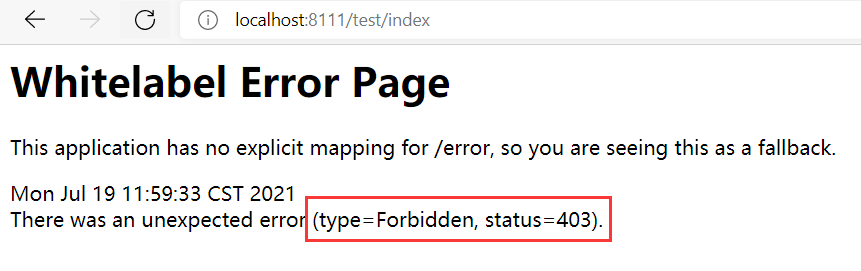 localhost:8111/test/index
Whitelabel Error Page
This application has no explicit mapping for /error, so you are seeing this as a fallback.
Mon Jul 19 11:59:33 CST 2021
There was an unexpected error (type=Forbidden, status=403).